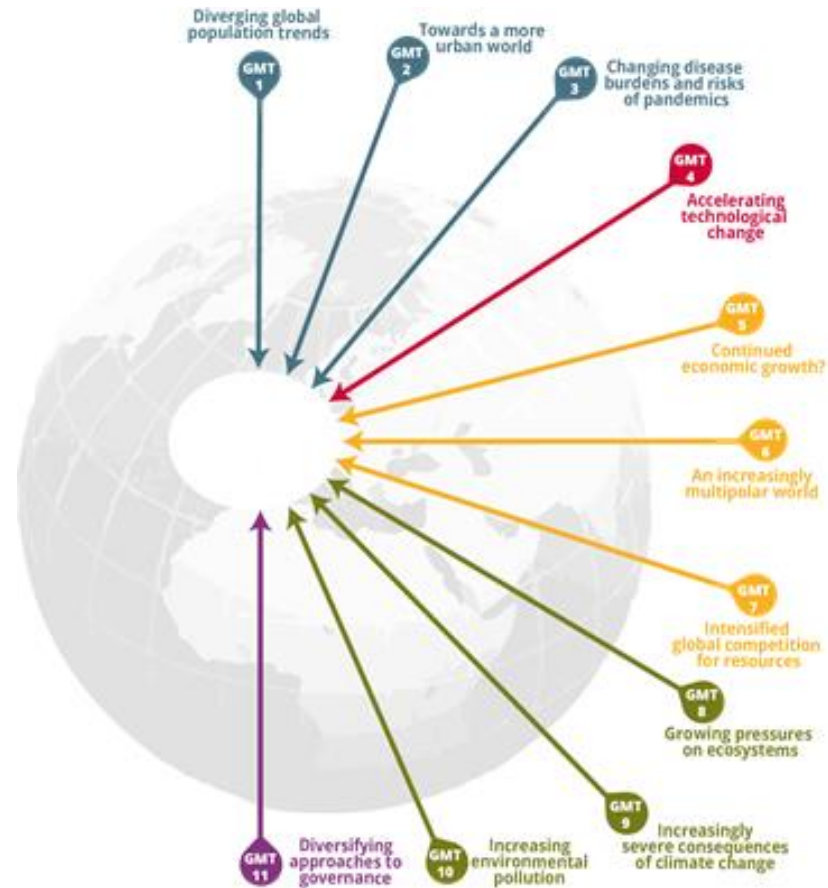 Diverging global
population trends
GMT
1
Towards a more
urban world
GMT
2
Changing disease
burdens and risks
of pandemics
GMT
3
GMT
4
Accelerating
technological
change
GMT
5
Continued
economic growth?
GMT
6
An increasingly
multipolar world
GMT
7
Intensified
global competition
for resources
GMT
8
Growing pressures
on ecosystems
GMT
9
Increasingly
severe consequences
of climate change
GMT
10
Increasing
environmental
pollution
GMT
11
Diversifying
approaches to
governance